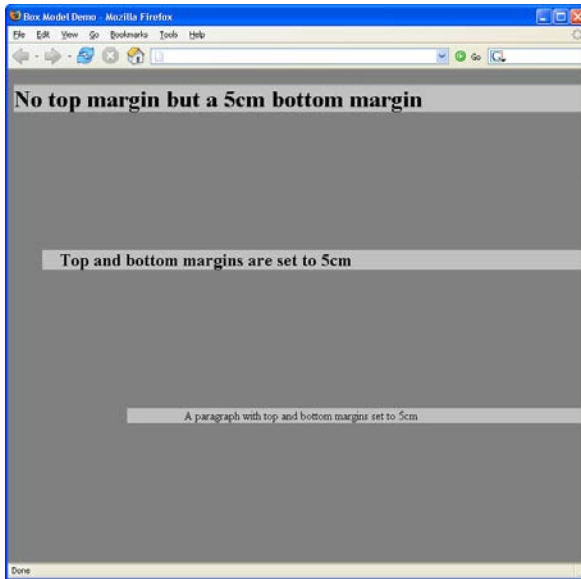 Box Model Demo - Mozilla Firefox
File Edit View Go Bookmarks Tools Help
Go G
No top margin but a 5cm bottom margin
Top and bottom margins are set to 5cm
A paragraph with top and bottom margins set to 5cm
Done